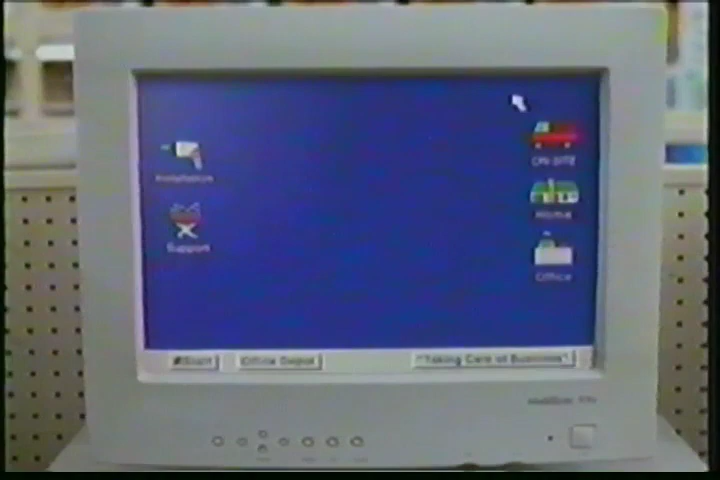 Installation
Support
ON-SITE
Home
Office
Start
Office Depot
"Taking Care of Business"